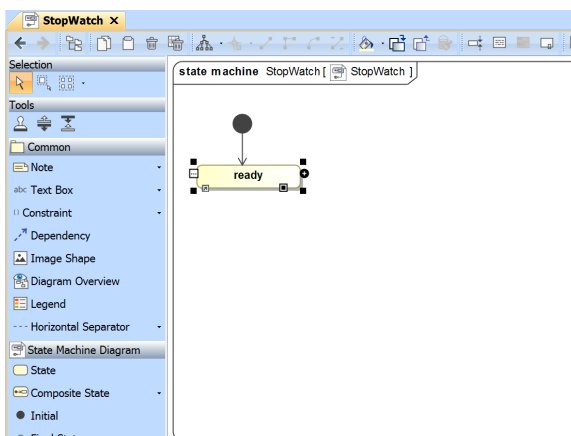 StopWatch
Selection
state machine StopWatch [ StopWatch ]
Tools
Common
Note
abc Text Box
ready
{} Constraint
Dependency
Image Shape
Diagram Overview
Legend
Horizontal Separator
State Machine Diagram
State
Composite State
Initial